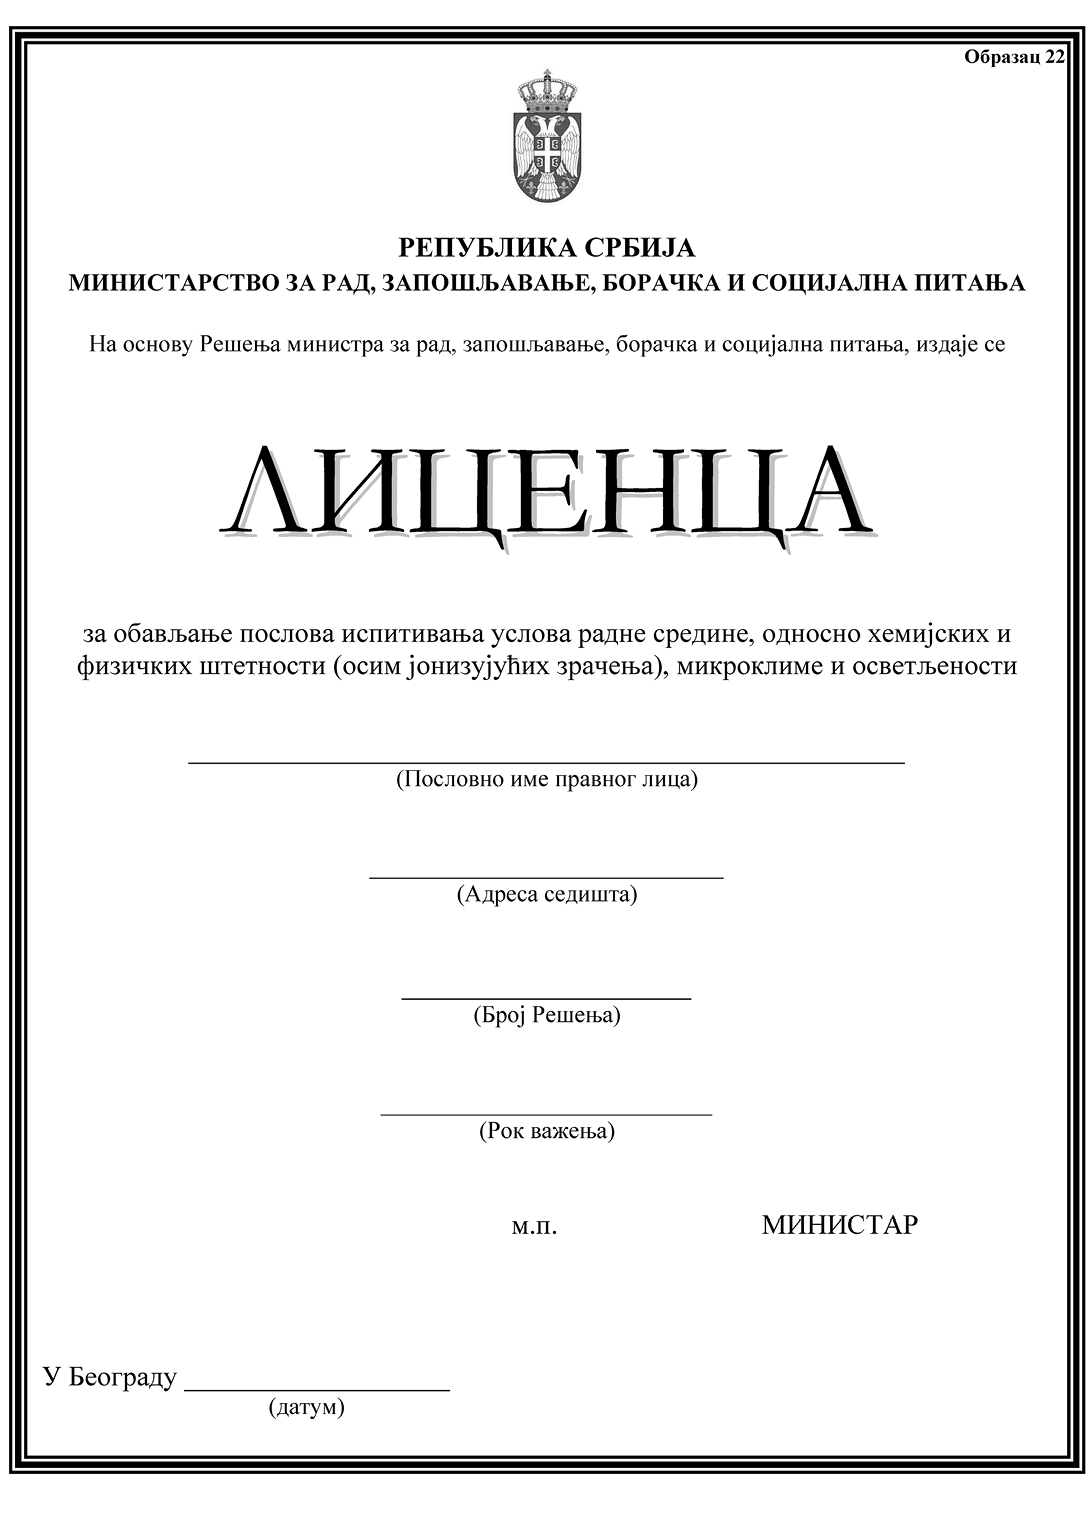 Образац 22
РЕПУБЛИКА СРБИЈА
МИНИСТАРСТВО ЗА РАД, ЗАПОШЉАВАЊЕ, БОРАЧКА И СОЦИЈАЛНА ПИТАЊА
На основу Решења министра за рад, запошљавање, борачка и социјална питања, издаје се
ЛИЦЕНЦА
за обављање послова испитивања услова радне средине, односно хемијских и
физичких штетности (осим јонизујућих зрачења), микроклиме и осветљености
(Пословно име правног лица)
(Адреса седишта)
(Број Решења)
(Рок важења)
м.п. МИНИСТАР
У Београду ____________________
(датум)